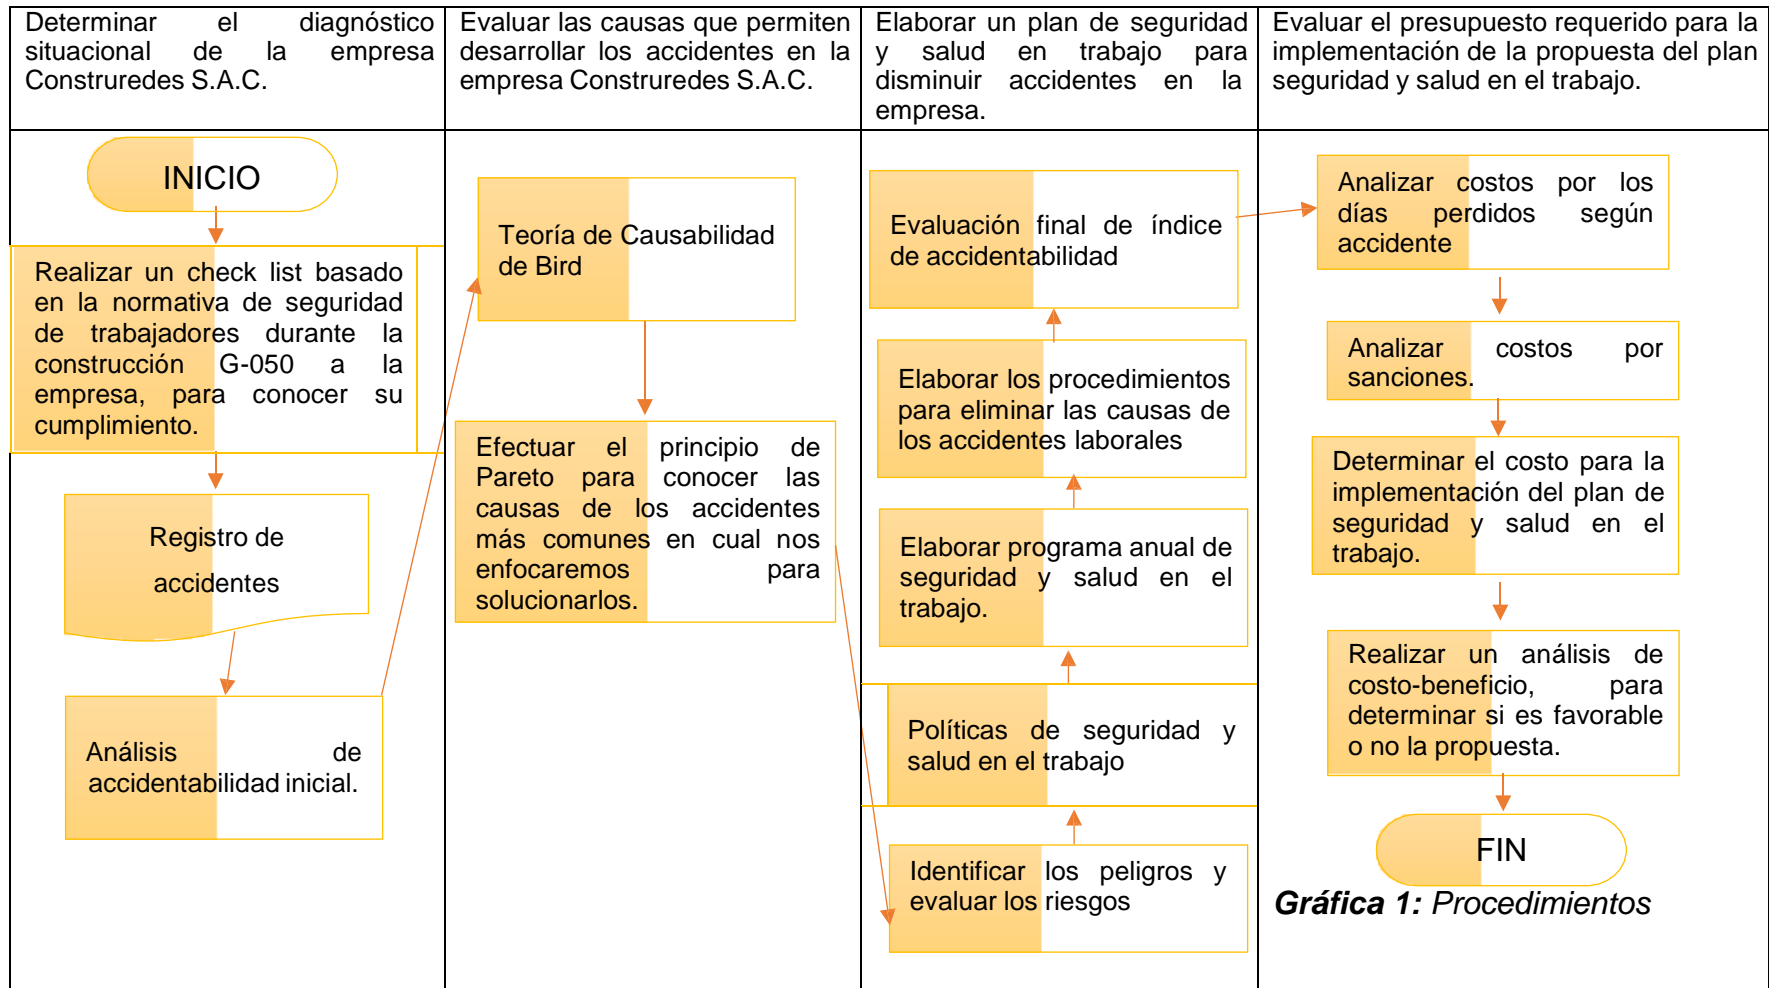 Determinar el diagnóstico
situacional de la empresa
Construredes S.A.C.
Evaluar las causas que permiten
desarrollar los accidentes en la
empresa Construredes S.A.C.
Elaborar un plan de seguridad
y salud en trabajo para
disminuir accidentes en la
empresa.
Evaluar el presupuesto requerido para la
implementación de la propuesta del plan
seguridad y salud en el trabajo.
INICIO
Realizar un check list basado
en la normativa de seguridad
de trabajadores durante la
construcción G-050 a la
empresa, para conocer su
cumplimiento.
Registro de
accidentes
Análisis de
accidentabilidad inicial.
Teoría de Causabilidad
de Bird
Efectuar el principio de
Pareto para conocer las
causas de los accidentes
más comunes en cual nos
enfocaremos para
solucionarlos.
Evaluación final de índice
de accidentabilidad
Elaborar los procedimientos
para eliminar las causas de
los accidentes laborales
Elaborar programa anual de
seguridad y salud en el
trabajo.
Políticas de seguridad y
salud en el trabajo
Identificar los peligros y
evaluar los riesgos
Analizar costos por los
días perdidos según
accidente
Analizar costos por
sanciones.
Determinar el costo para la
implementación del plan de
seguridad y salud en el
trabajo.
Realizar un análisis de
costo-beneficio, para
determinar si es favorable
o no la propuesta.
FIN
Gráfica 1: Procedimientos